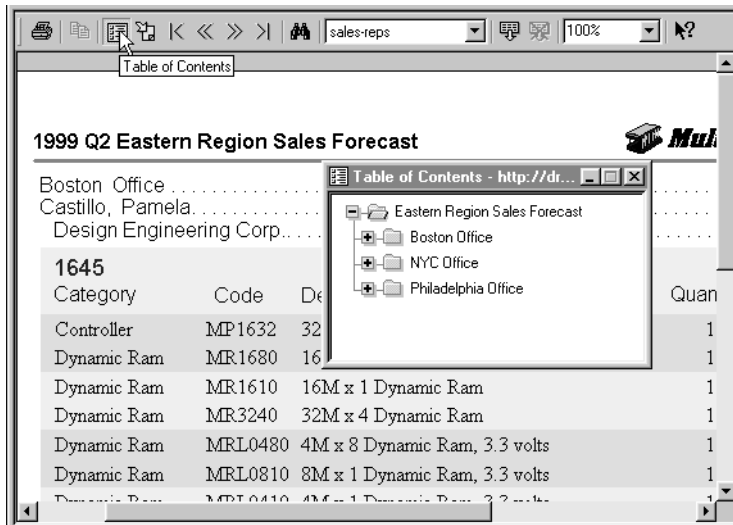 sales-reps 100%
Table of Contents
1999 Q2 Eastern Region Sales Forecast
Boston Office . . . . . . . . . . . . .
Castillo, Pamela. . . . . . . . . . .
Design Engineering Corp.. . . .
Table of Contents - http://dr...
Eastern Region Sales Forecast
Boston Office
NYC Office
Philadelphia Office
1645
Category Code Quan
Controller MP1632 32 1
Dynamic Ram MR1680 16 1
Dynamic Ram MR1610 16M x 1 Dynamic Ram 1
Dynamic Ram MR3240 32M x 4 Dynamic Ram 1
Dynamic Ram MRL0480 4M x 8 Dynamic Ram, 3.3 volts 1
Dynamic Ram MRL0810 8M x 1 Dynamic Ram, 3.3 volts 1